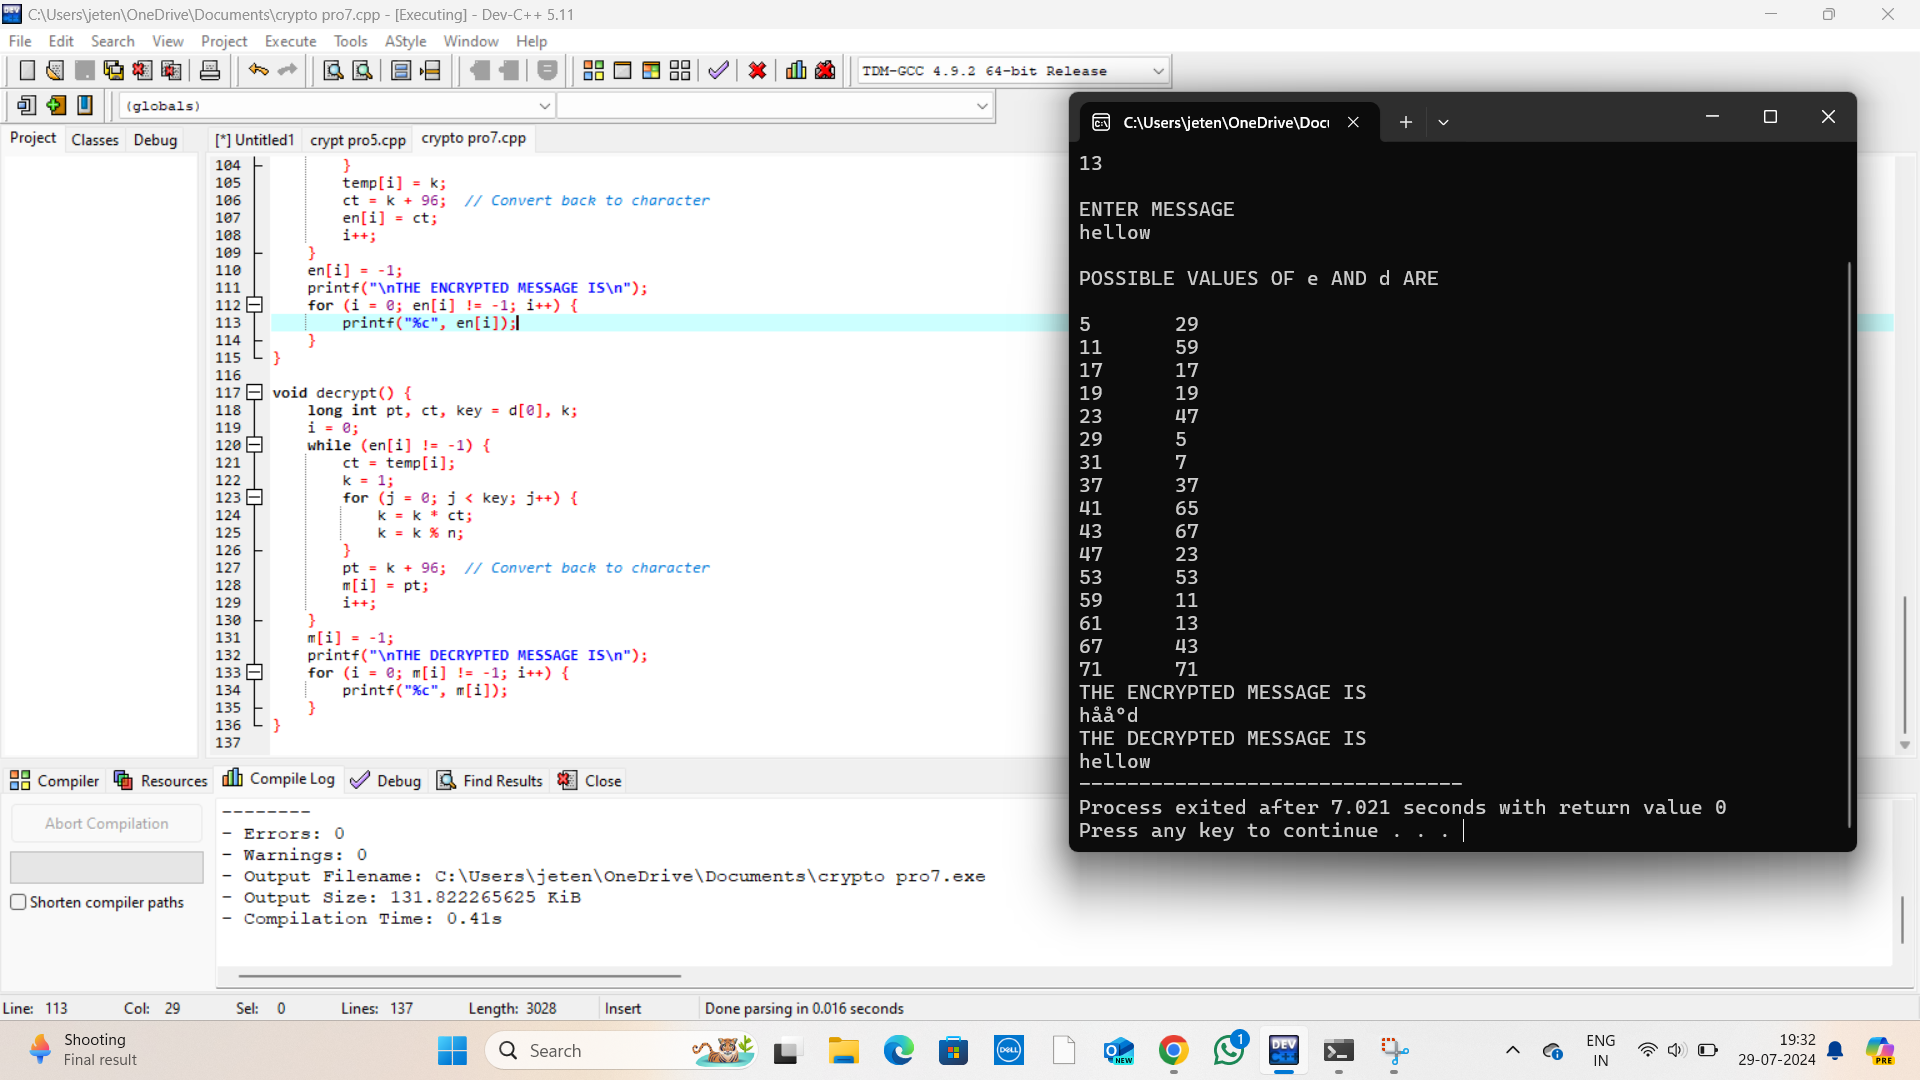 C:\Users\jeten\OneDrive\Documents\crypto pro7.cpp - [Executing] - Dev-C++ 5.11
File Edit Search View Project Execute Tools AStyle Window Help
TDM-GCC 4.9.2 64-bit Release
(globals)
Project Classes Debug
[*] Untitled1 crypt pro5.cpp crypto pro7.cpp
104 }
105 temp[i] = k;
106 ct = k + 96; // Convert back to character
107 en[i] = ct;
108 i++;
109 }
110 en[i] = -1;
111 printf("\nTHE ENCRYPTED MESSAGE IS\n");
112 for (i = 0; en[i] != -1; i++) {
113 printf("%c", en[i]);
114 }
115 }
116
117 void decrypt() {
118 long int pt, ct, key = d[0], k;
119 i = 0;
120 while (en[i] != -1) {
121 ct = temp[i];
122 k = 1;
123 for (j = 0; j < key; j++) {
124 k = k * ct;
125 k = k % n;
126 }
127 pt = k + 96; // Convert back to character
128 m[i] = pt;
129 i++;
130 }
131 m[i] = -1;
132 printf("\nTHE DECRYPTED MESSAGE IS\n");
133 for (i = 0; m[i] != -1; i++) {
134 printf("%c", m[i]);
135 }
136 }
137
C:\Users\jeten\OneDrive\Docu
13
ENTER MESSAGE
hellow
POSSIBLE VALUES OF e AND d ARE
5 29
11 59
17 17
19 19
23 47
29 5
31 7
37 37
41 65
43 67
47 23
53 53
59 11
61 13
67 43
71 71
THE ENCRYPTED MESSAGE IS
håå°d
THE DECRYPTED MESSAGE IS
hellow
--------------------------------
Process exited after 7.021 seconds with return value 0
Press any key to continue . . .
Compiler Resources Compile Log Debug Find Results Close
Abort Compilation
Shorten compiler paths
--------
- Errors: 0
- Warnings: 0
- Output Filename: C:\Users\jeten\OneDrive\Documents\crypto pro7.exe
- Output Size: 131.822265625 KiB
- Compilation Time: 0.41s
Line: 113 Col: 29 Sel: 0 Lines: 137 Length: 3028 Insert Done parsing in 0.016 seconds
Shooting
Final result
Search
DELL
NEW
1
DEV
ENG
IN
19:32
29-07-2024
PRE